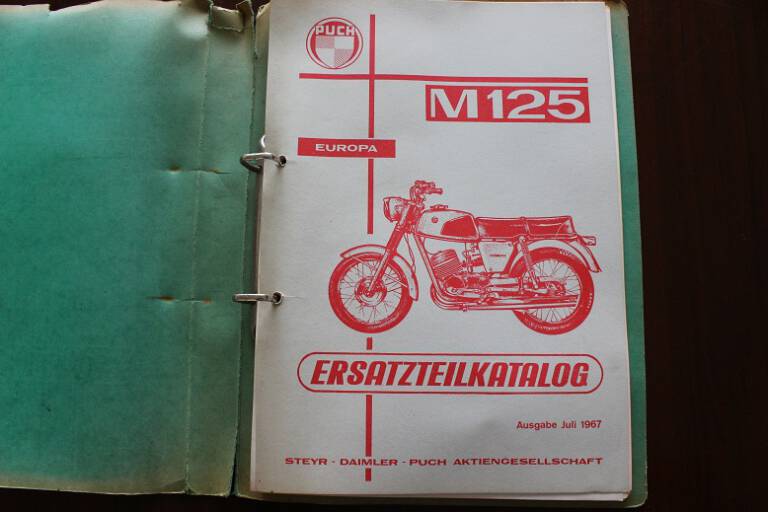 PUCH
M125
EUROPA
ERSATZTEILKATALOG
Ausgabe Juli 1967
STEYR - DAIMLER - PUCH AKTIENGESELLSCHAFT